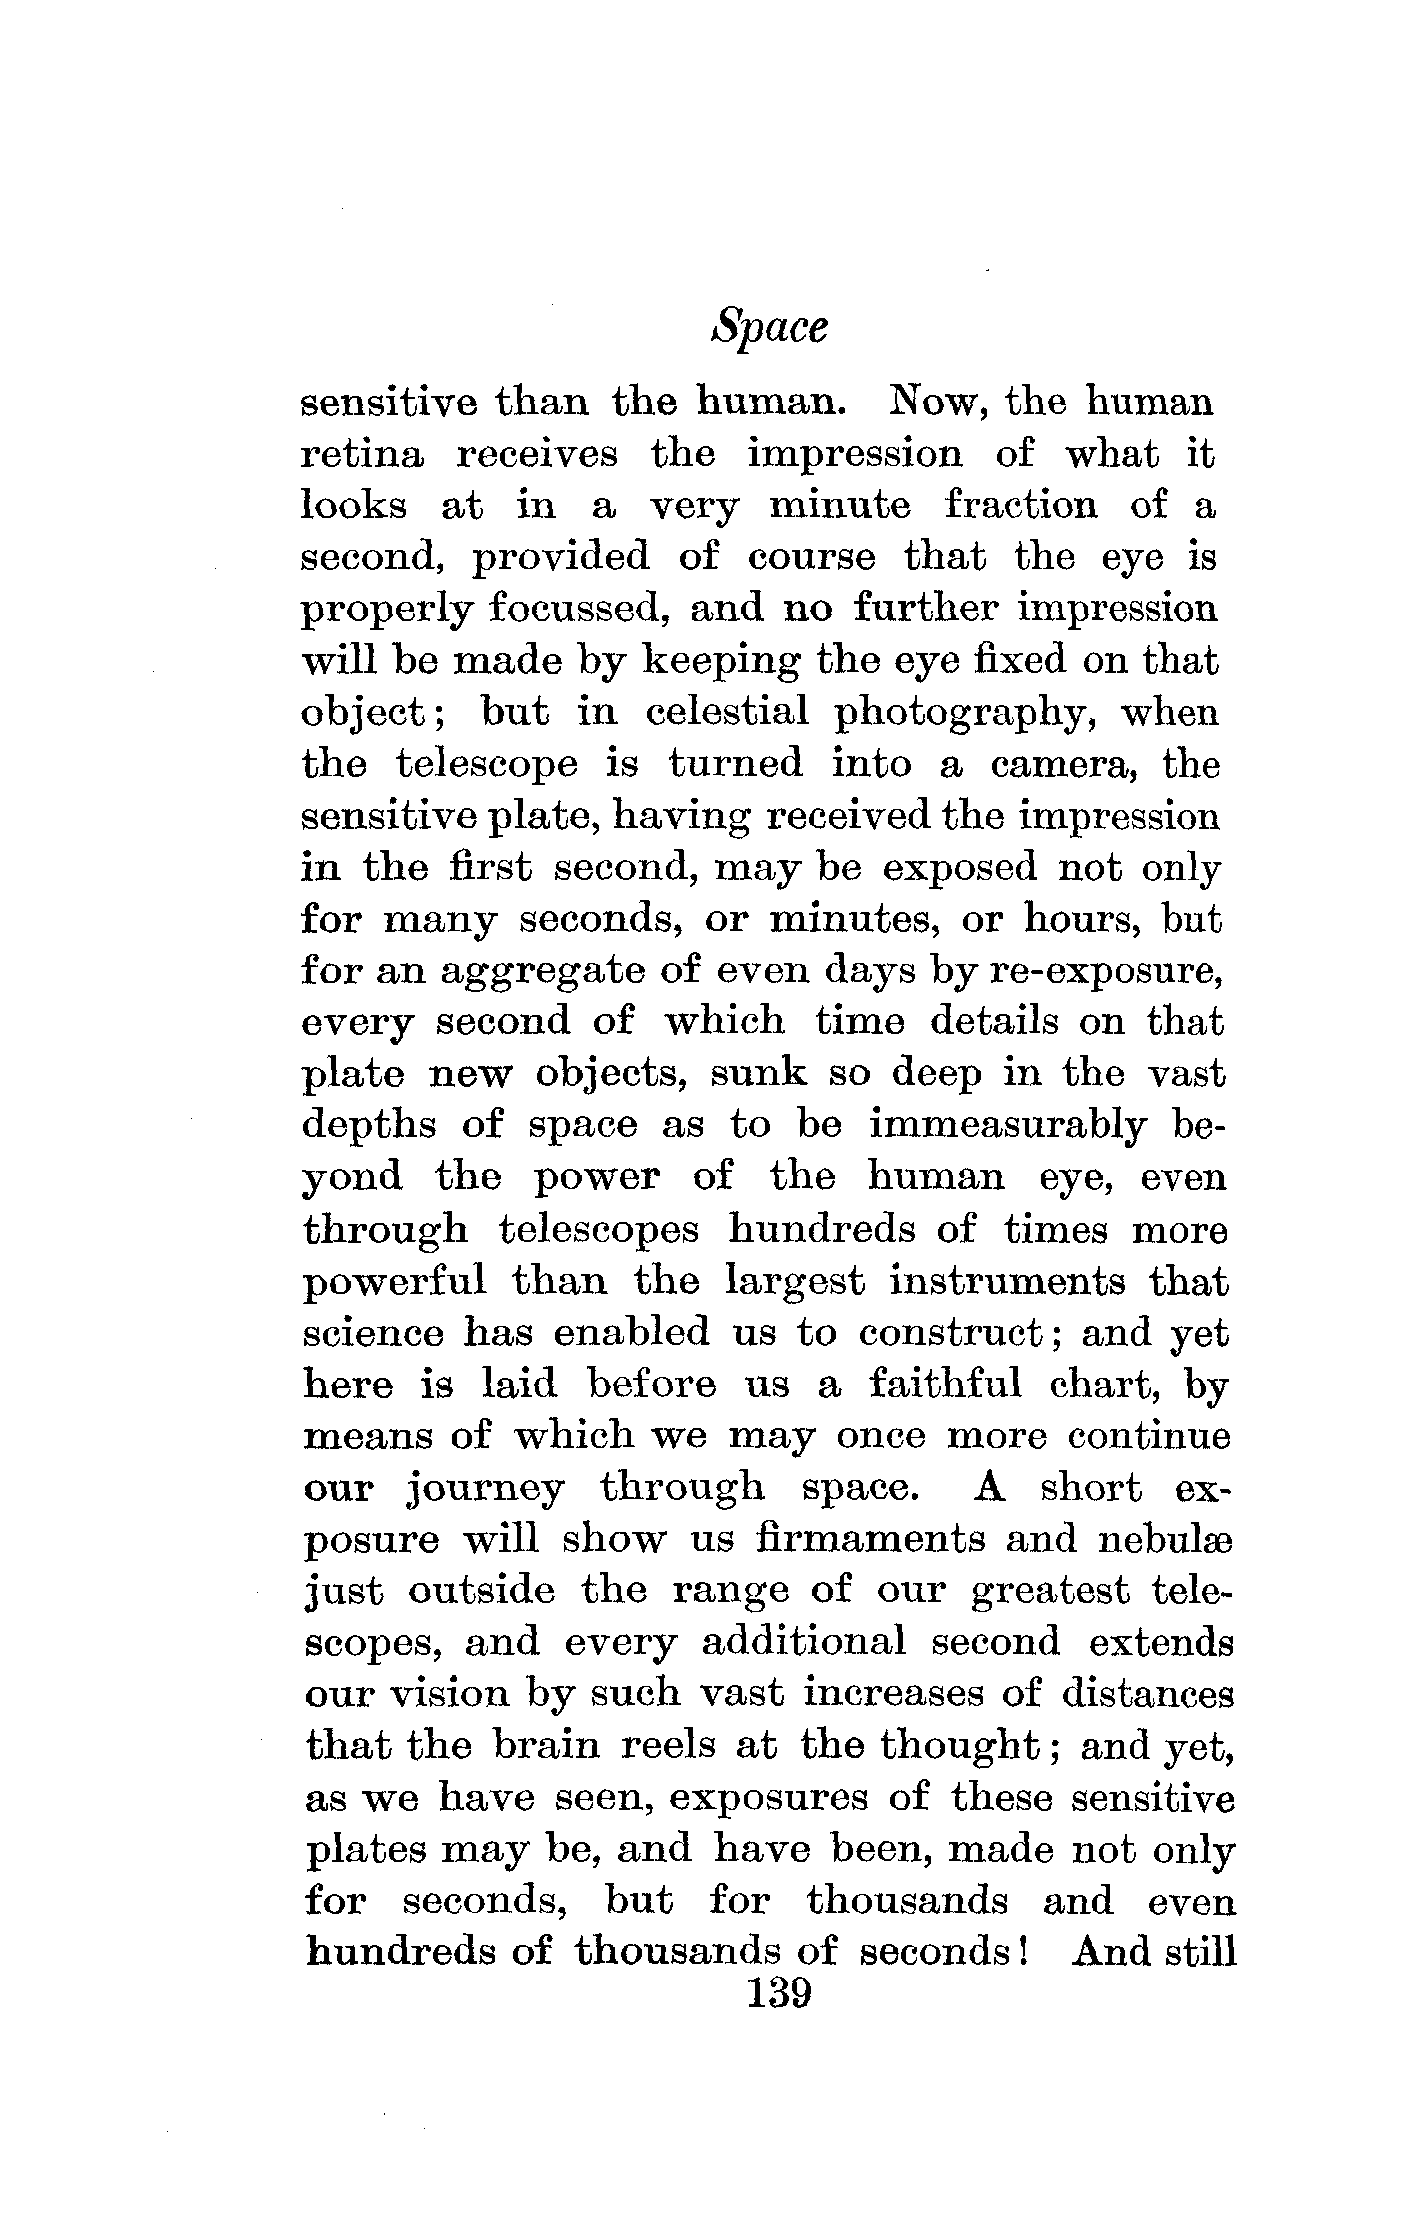 Space
sensitive than the human. Now, the human
retina receives the impression of what it
looks at in a very minute fraction of a
second, provided of course that the eye is
properly focussed, and no further impression
will be made by keeping the eye fixed on that
object; but in celestial photography, when
the telescope is turned into a camera, the
sensitive plate, having received the impression
in the first second, may be exposed not only
for many seconds, or minutes, or hours, but
for an aggregate of even days by re-exposure,
every second of which time details on that
plate new objects, sunk so deep in the vast
depths of space as to be immeasurably be-
yond the power of the human eye, even
through telescopes hundreds of times more
powerful than the largest instruments that
science has enabled us to construct; and yet
here is laid before us a faithful chart, by
means of which we may once more continue
our journey through space. A short ex-
posure will show us firmaments and nebulæ
just outside the range of our greatest tele-
scopes, and every additional second extends
our vision by such vast increases of distances
that the brain reels at the thought; and yet,
as we have seen, exposures of these sensitive
plates may be, and have been, made not only
for seconds, but for thousands and even
hundreds of thousands of seconds! And still
139